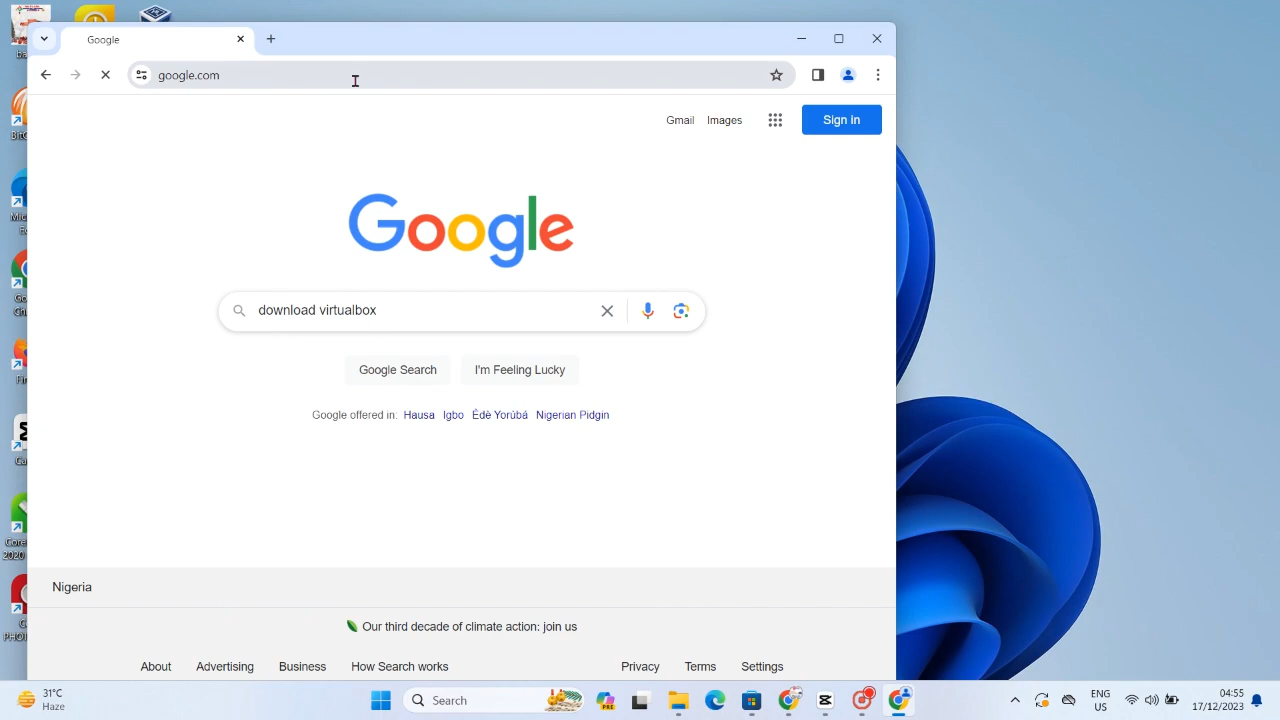 Google
google.com
Gmail Images Sign in
Google
download virtualbox
Google Search I'm Feeling Lucky
Google offered in: Hausa Igbo Èdè Yorùbá Nigerian Pidgin
Nigeria
Our third decade of climate action: join us
About Advertising Business How Search works Privacy Terms Settings
31°C
Haze
Search
PRE
ENG
US
04:55
17/12/2023